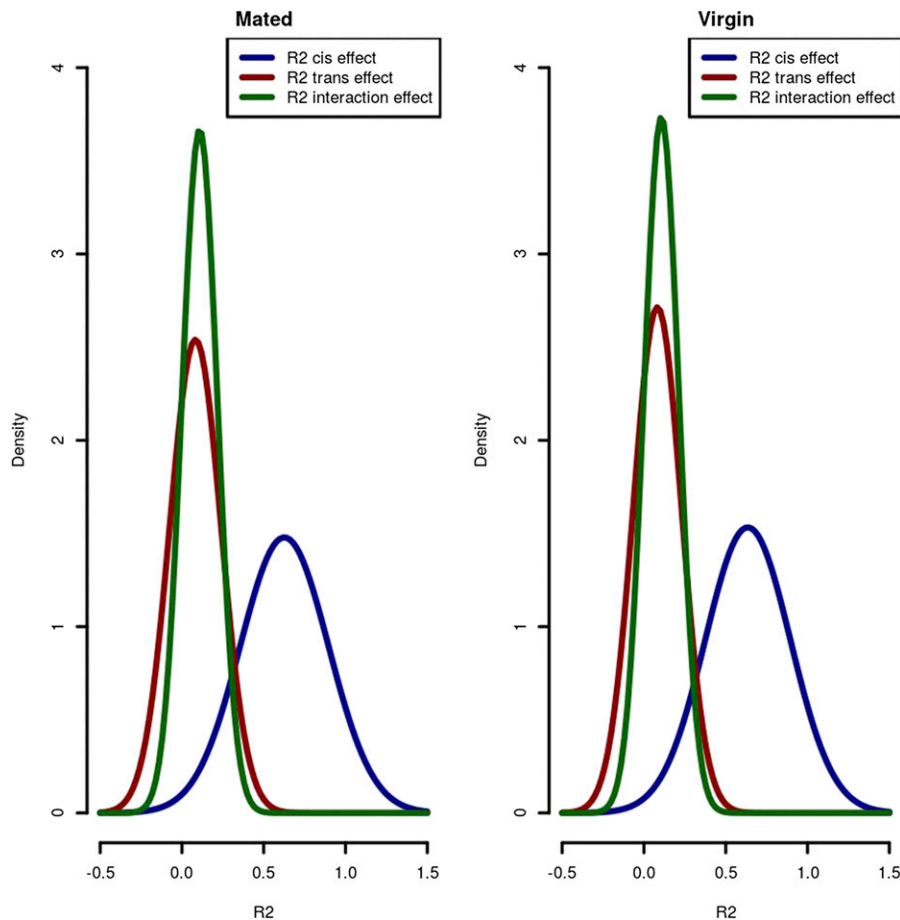 Mated
R2 cis effect
R2 trans effect
R2 interaction effect
4
3
2
1
0
Density
-0.5 0.0 0.5 1.0 1.5
R2
Virgin
R2 cis effect
R2 trans effect
R2 interaction effect
4
3
2
1
0
Density
-0.5 0.0 0.5 1.0 1.5
R2